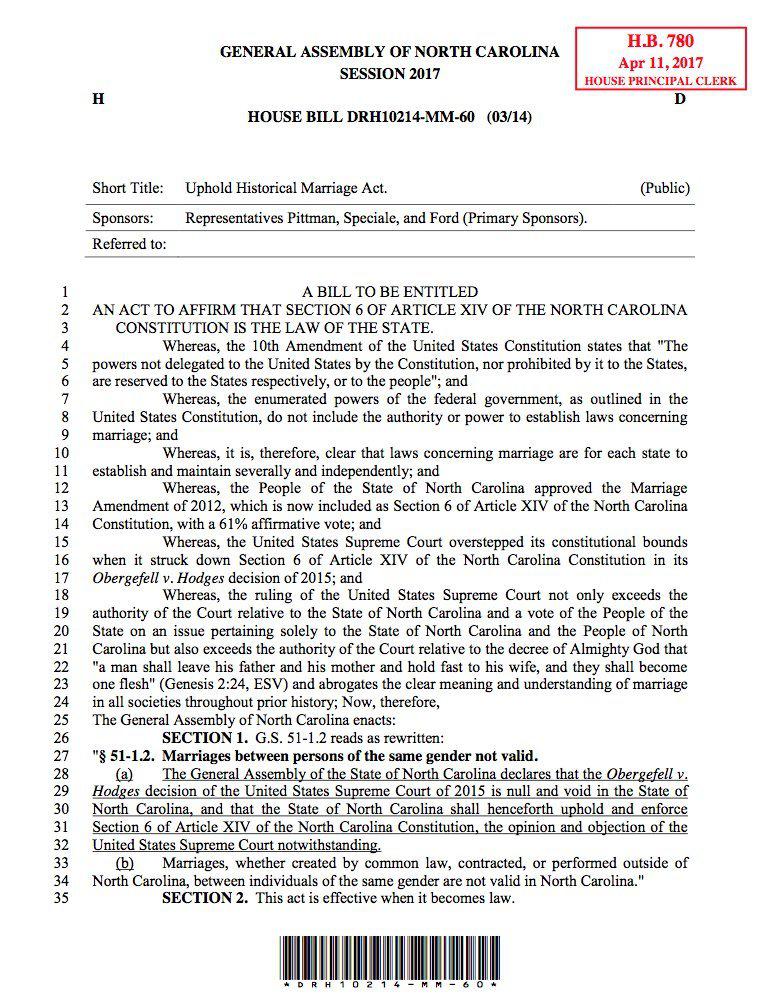 H.B. 780
Apr 11, 2017
HOUSE PRINCIPAL CLERK
GENERAL ASSEMBLY OF NORTH CAROLINA
SESSION 2017
H D
HOUSE BILL DRH10214-MM-60 (03/14)
Short Title: Uphold Historical Marriage Act. (Public)
Sponsors: Representatives Pittman, Speciale, and Ford (Primary Sponsors).
Referred to:
1 A BILL TO BE ENTITLED
2 AN ACT TO AFFIRM THAT SECTION 6 OF ARTICLE XIV OF THE NORTH CAROLINA
3 CONSTITUTION IS THE LAW OF THE STATE.
4 Whereas, the 10th Amendment of the United States Constitution states that "The
5 powers not delegated to the United States by the Constitution, nor prohibited by it to the States,
6 are reserved to the States respectively, or to the people"; and
7 Whereas, the enumerated powers of the federal government, as outlined in the
8 United States Constitution, do not include the authority or power to establish laws concerning
9 marriage; and
10 Whereas, it is, therefore, clear that laws concerning marriage are for each state to
11 establish and maintain severally and independently; and
12 Whereas, the People of the State of North Carolina approved the Marriage
13 Amendment of 2012, which is now included as Section 6 of Article XIV of the North Carolina
14 Constitution, with a 61% affirmative vote; and
15 Whereas, the United States Supreme Court overstepped its constitutional bounds
16 when it struck down Section 6 of Article XIV of the North Carolina Constitution in its
17 Obergefell v. Hodges decision of 2015; and
18 Whereas, the ruling of the United States Supreme Court not only exceeds the
19 authority of the Court relative to the State of North Carolina and a vote of the People of the
20 State on an issue pertaining solely to the State of North Carolina and the People of North
21 Carolina but also exceeds the authority of the Court relative to the decree of Almighty God that
22 "a man shall leave his father and his mother and hold fast to his wife, and they shall become
23 one flesh" (Genesis 2:24, ESV) and abrogates the clear meaning and understanding of marriage
24 in all societies throughout prior history; Now, therefore,
25 The General Assembly of North Carolina enacts:
26 SECTION 1. G.S. 51-1.2 reads as rewritten:
27 "§ 51-1.2. Marriages between persons of the same gender not valid.
28 (a) The General Assembly of the State of North Carolina declares that the Obergefell v.
29 Hodges decision of the United States Supreme Court of 2015 is null and void in the State of
30 North Carolina, and that the State of North Carolina shall henceforth uphold and enforce
31 Section 6 of Article XIV of the North Carolina Constitution, the opinion and objection of the
32 United States Supreme Court notwithstanding.
33 (b) Marriages, whether created by common law, contracted, or performed outside of
34 North Carolina, between individuals of the same gender are not valid in North Carolina."
35 SECTION 2. This act is effective when it becomes law.
*DRH10214-MM-60*